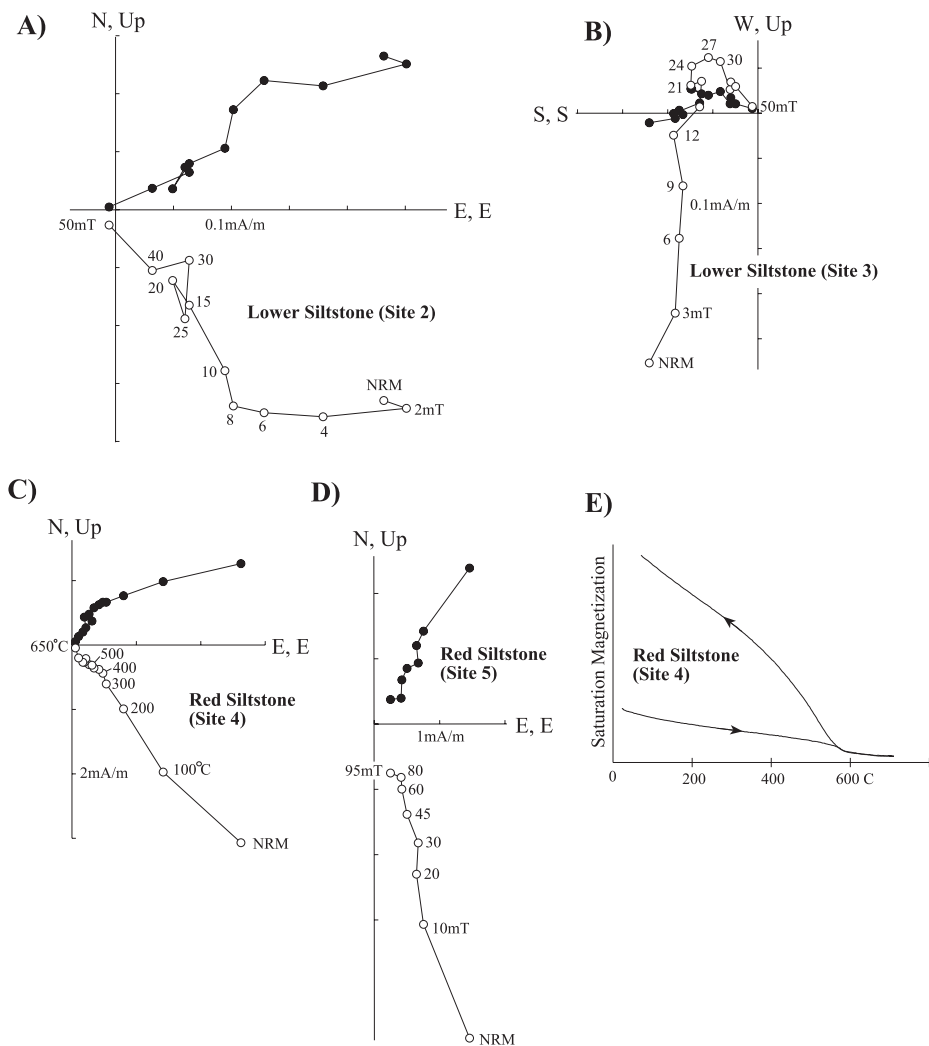 A)
N, Up
E, E
0.1mA/m
50mT
40
30
20
15
25
10
8
6
4
NRM
2mT
Lower Siltstone (Site 2)
B)
W, Up
S, S
27
24
30
21
50mT
12
9
0.1mA/m
6
3mT
NRM
Lower Siltstone (Site 3)
C)
N, Up
650°C
E, E
500
400
300
200
2mA/m
100°C
NRM
Red Siltstone
(Site 4)
D)
N, Up
Red Siltstone
(Site 5)
E, E
1mA/m
95mT
80
60
45
30
20
10mT
NRM
E)
Saturation Magnetization
Red Siltstone
(Site 4)
0
200
400
600 C